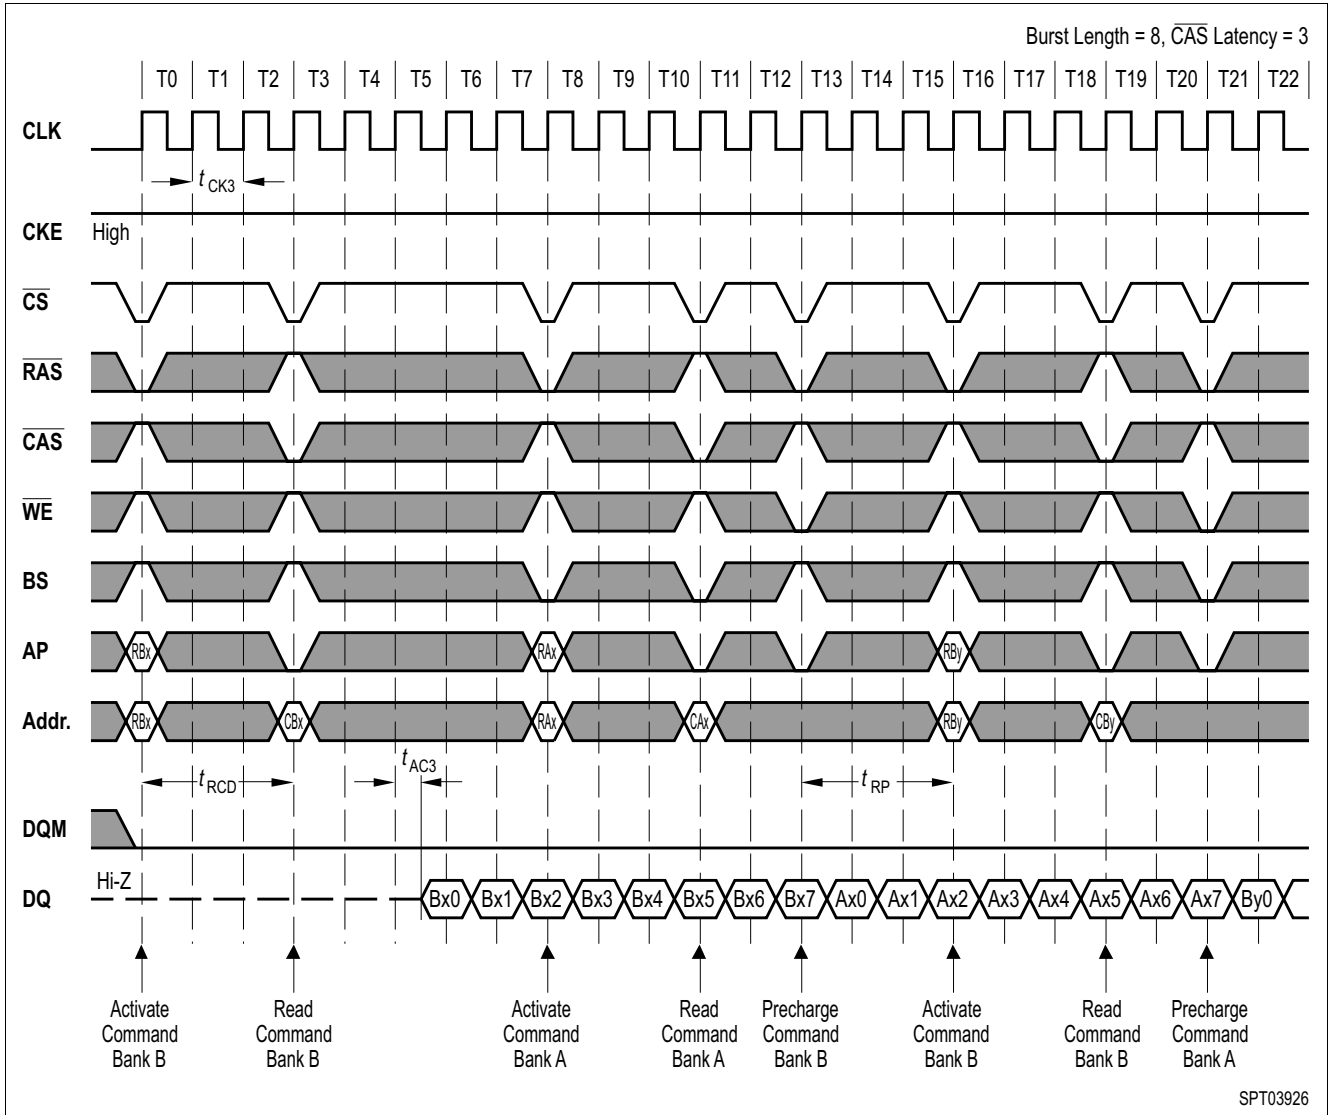 Burst Length = 8, CAS Latency = 3
T0 T1 T2 T3 T4 T5 T6 T7 T8 T9 T10 T11 T12 T13 T14 T15 T16 T17 T18 T19 T20 T21 T22
CLK
t CK3
CKE High
CS
RAS
CAS
WE
BS
AP RBx RAx RBy
Addr. RBx CBx RAx CAx RBy CBy
t RCD t AC3 t RP
DQM
DQ Hi-Z Bx0 Bx1 Bx2 Bx3 Bx4 Bx5 Bx6 Bx7 Ax0 Ax1 Ax2 Ax3 Ax4 Ax5 Ax6 Ax7 By0
Activate Command Bank B
Read Command Bank B
Activate Command Bank A
Read Command Bank A
Precharge Command Bank B
Activate Command Bank B
Read Command Bank B
Precharge Command Bank A
SPT03926